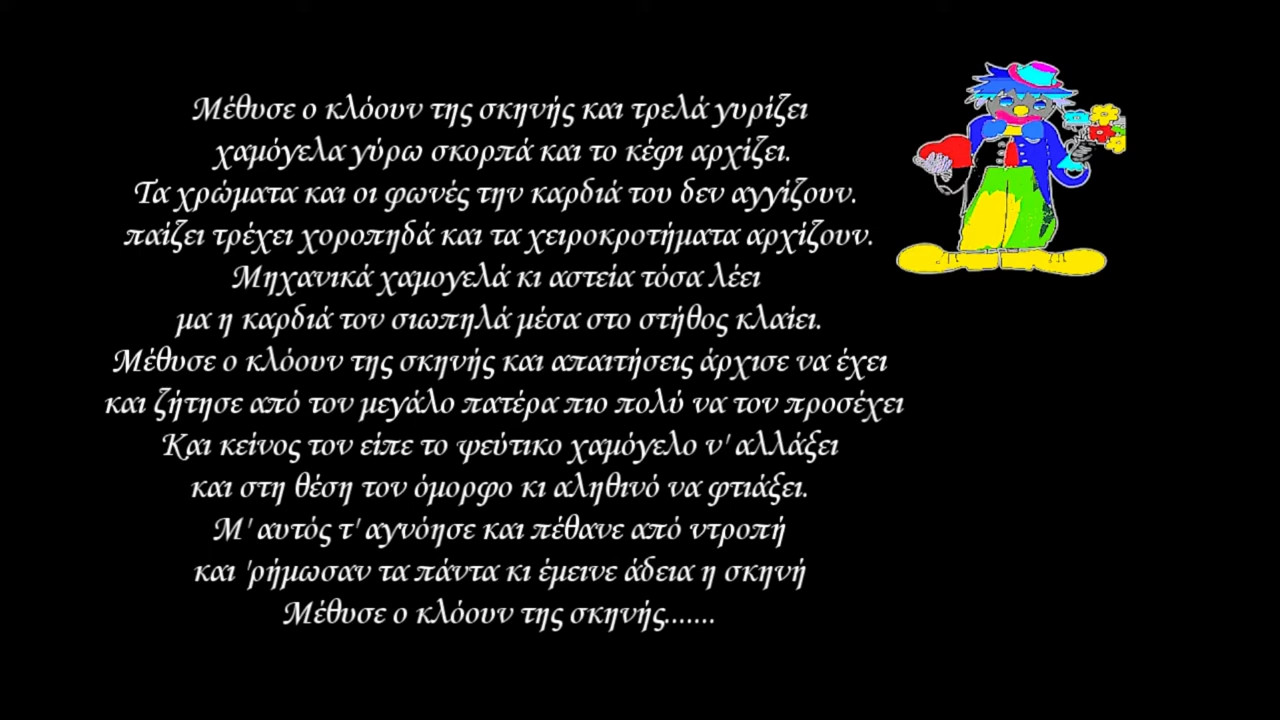 Μέθυσε ο κλόουν της σκηνής και τρελά γυρίζει
χαμόγελα γύρω σκορπά και το κέφι αρχίζει.
Τα χρώματα και οι φωνές την καρδιά του δεν αγγίζουν.
παίζει τρέχει χοροπηδά και τα χειροκροτήματα αρχίζουν.
Μηχανικά χαμογελά κι αστεία τόσα λέει
μα η καρδιά του σιωπηλά μέσα στο στήθος κλαίει.
Μέθυσε ο κλόουν της σκηνής και απαιτήσεις άρχισε να έχει
και ζήτησε από τον μεγάλο πατέρα πιο πολύ να τον προσέχει
Και κείνος του είπε το ψεύτικο χαμόγελο ν' αλλάξει
και στη θέση του όμορφο κι αληθινό να φτιάξει.
Μ' αυτός τ' αγνόησε και πέθανε από ντροπή
και 'ρήμωσαν τα πάντα κι έμεινε άδεια η σκηνή
Μέθυσε ο κλόουν της σκηνής.......